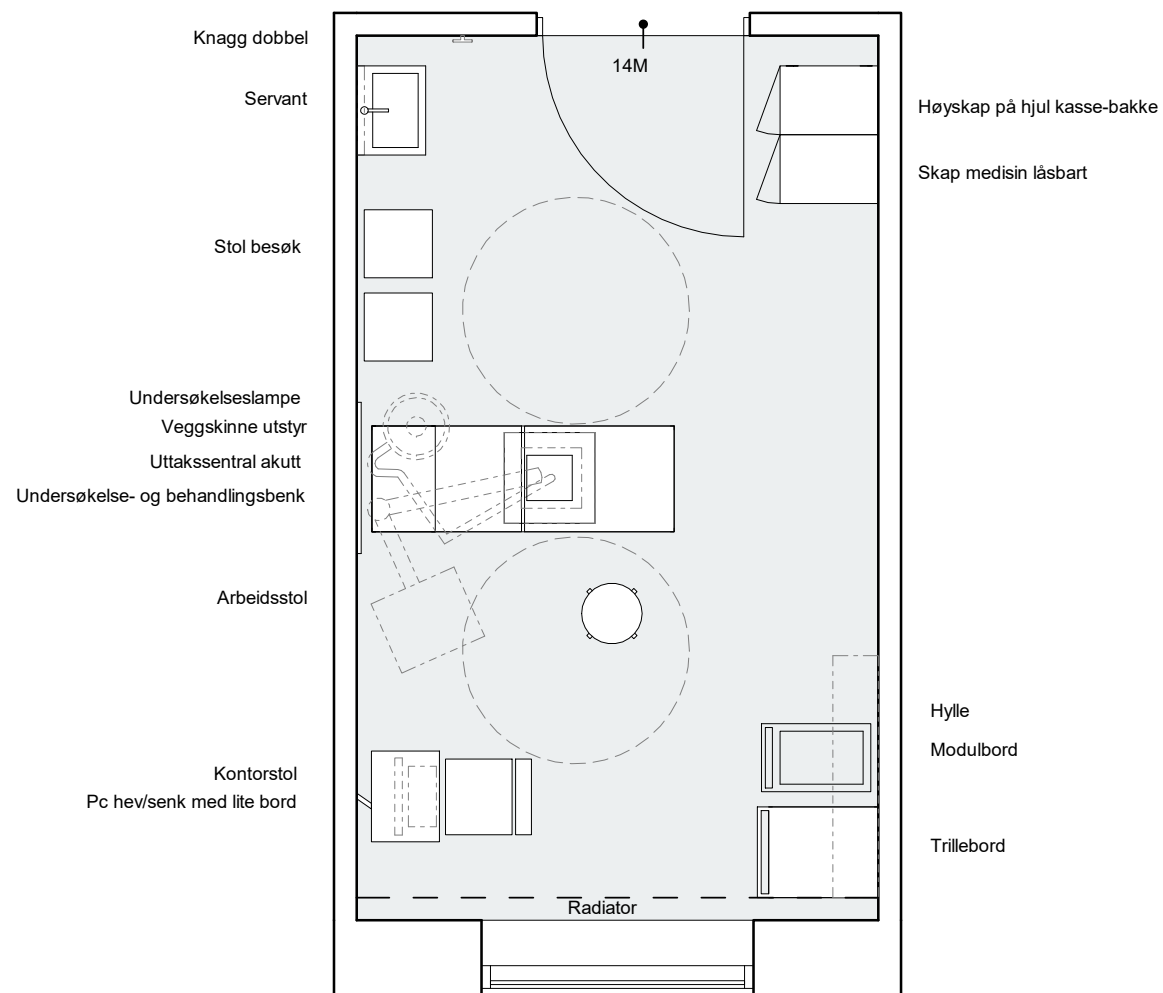 Knagg dobbel
14M
Servant
Høyskap på hjul kasse-bakke
Skap medisin låsbart
Stol besøk
Undersøkelseslampe
Veggskinne utstyr
Uttakssentral akutt
Undersøkelse- og behandlingsbenk
Arbeidsstol
Hylle
Modulbord
Kontorstol
Pc hev/senk med lite bord
Trillebord
Radiator